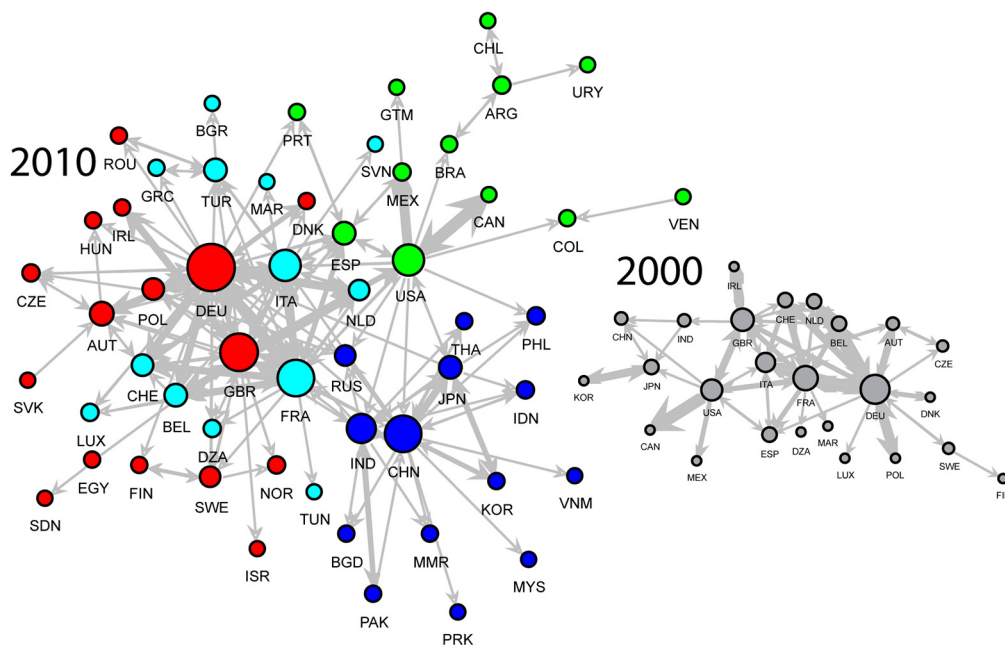 CHL
URY
ARG
GTM
BGR
2010
ROU
PRT
SVN
BRA
GRC
TUR
MAR
MEX
CAN
VEN
IRL
DNK
COL
HUN
ESP
2000
CZE
DEU
ITA
USA
IRL
POL
NLD
AUT
CHE
NLD
THA
PHL
CHN
IND
GBR
BEL
AUT
SVK
CHE
GBR
RUS
JPN
CZE
BEL
FRA
IDN
KOR
JPN
USA
ITA
FRA
DEU
DNK
LUX
DZA
IND
CHN
CAN
ESP
DZA
MAR
EGY
FIN
SWE
NOR
TUN
KOR
VNM
MEX
LUX
POL
SWE
FI
SDN
ISR
BGD
MMR
MYS
PAK
PRK